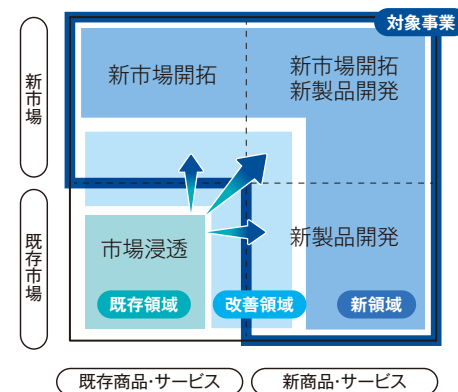 対象事業
新市場
新市場開拓
新市場開拓
新製品開発
既存市場
市場浸透
新製品開発
既存領域
改善領域
新領域
既存商品・サービス
新商品・サービス